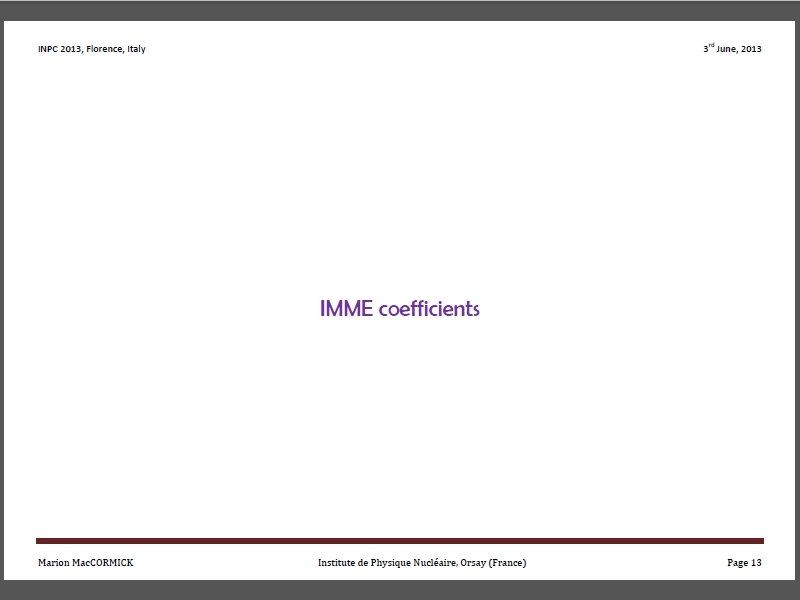 INPC 2013, Florence, Italy
3rd June, 2013
IMME coefficients
Marion MacCORMICK
Institute de Physique Nucléaire, Orsay (France)
Page 13